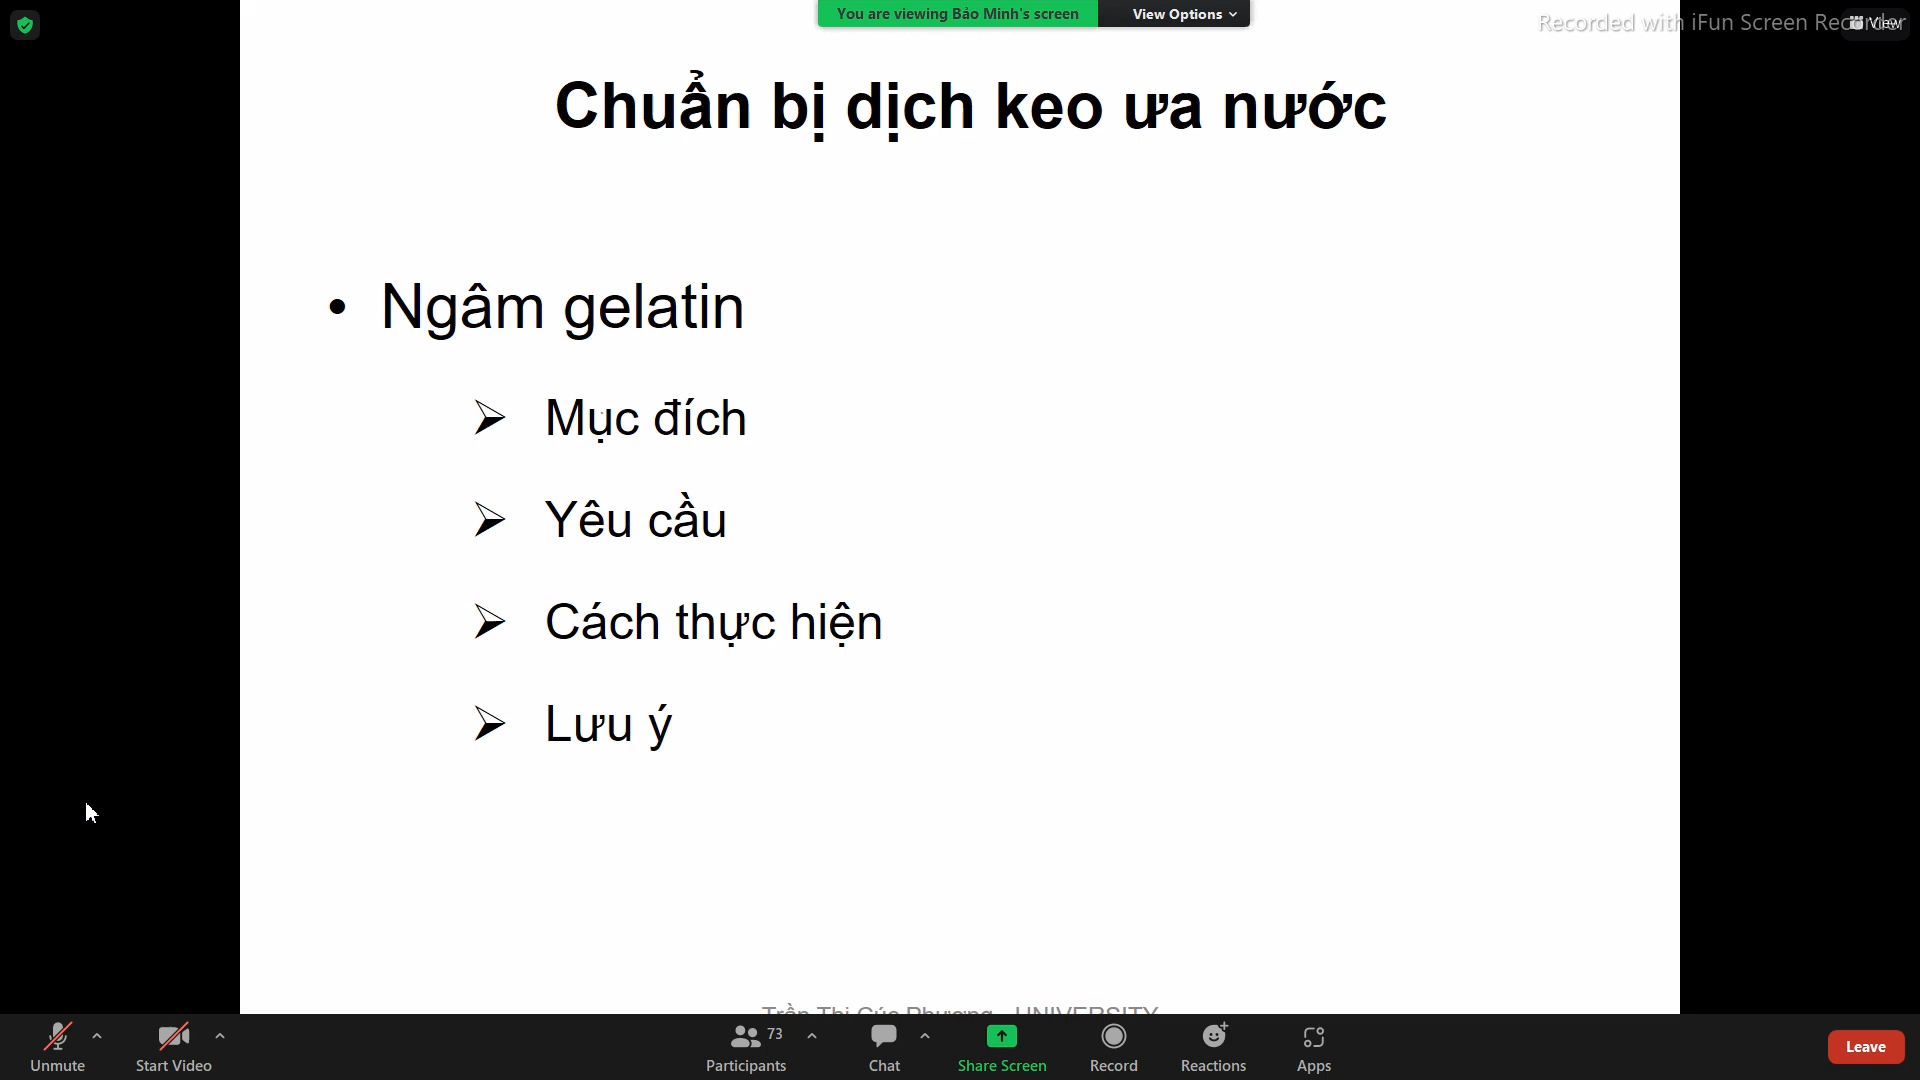 You are viewing Bảo Minh's screen View Options
Recorded with iFun Screen Recorder
View
Chuẩn bị dịch keo ưa nước
• Ngâm gelatin
➢ Mục đích
➢ Yêu cầu
➢ Cách thực hiện
➢ Lưu ý
Trần Thị Cúc Phương - UNIVERSITY
73
Unmute Start Video Participants Chat Share Screen Record Reactions Apps Leave